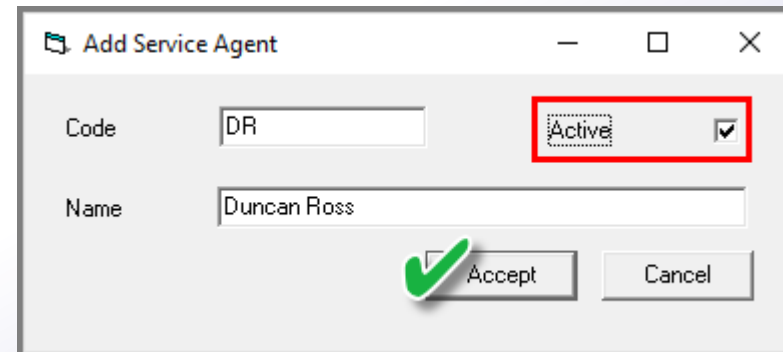 Add Service Agent
Code DR Active
Name Duncan Ross
Accept Cancel